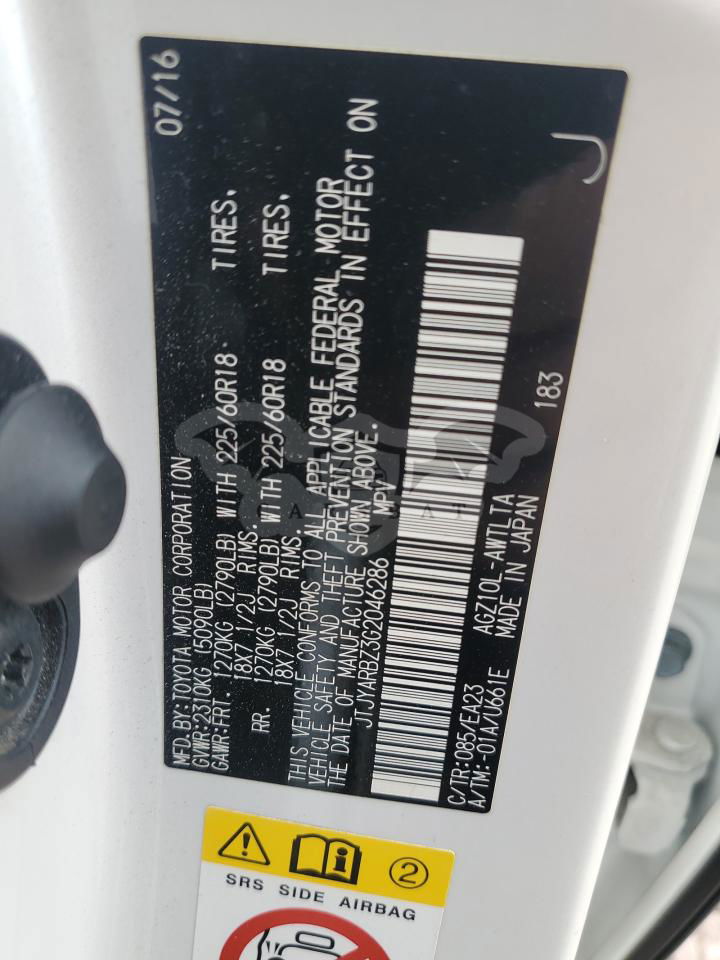 07/16
MFD.BY:TOYOTA MOTOR CORPORATION
GVWR:2310KG (5090LB)
GAWR:FRT. 1270KG (2790LB) WITH 225/60R18 TIRES.
18X7 1/2J RIMS.
RR. 1270KG (2790LB) WITH 225/60R18 TIRES.
18X7 1/2J RIMS.
THIS VEHICLE CONFORMS TO ALL APPLICABLE FEDERAL MOTOR
VEHICLE SAFETY AND THEFT PREVENTION STANDARDS IN EFFECT ON
THE DATE OF MANUFACTURE SHOWN ABOVE.
JTJYARBZ3G2046286 MPV
C/TR:085/EA23 AGZ10L-AWTLTA 183
A/TM:-01A/U661E MADE IN JAPAN
J
2
SRS SIDE AIRBAG